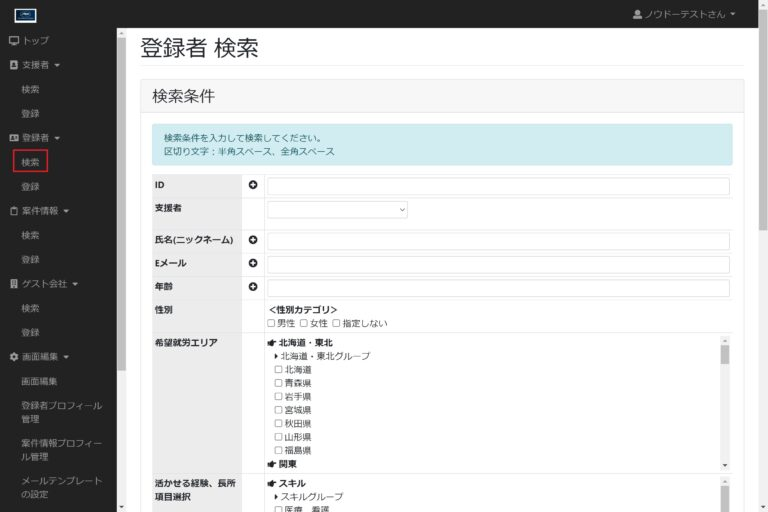 ノウドーテストさん
トップ
支援者
検索
登録
登録者
検索
登録
案件情報
検索
登録
ゲスト会社
検索
登録
画面編集
画面編集
登録者プロフィール
管理
案件情報プロフィー
ル管理
メールテンプレート
の設定
登録者 検索
検索条件
検索条件を入力して検索してください。
区切り文字：半角スペース、全角スペース
ID
支援者
氏名(ニックネーム)
Eメール
年齢
性別
＜性別カテゴリ＞
男性 女性 指定しない
希望就労エリア
北海道・東北
北海道・東北グループ
北海道
青森県
岩手県
宮城県
秋田県
山形県
福島県
関東
活かせる経験、長所
項目選択
スキル
スキルグループ
医療、看護